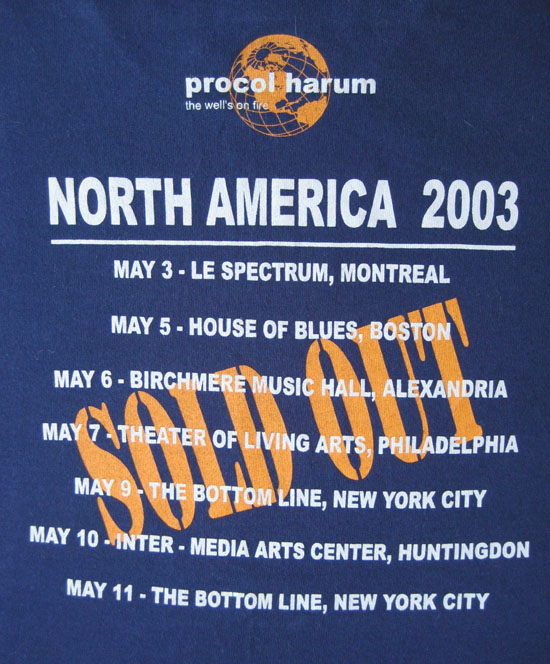 procol harum
the well's on fire
NORTH AMERICA 2003
MAY 3 - LE SPECTRUM, MONTREAL
MAY 5 - HOUSE OF BLUES, BOSTON
MAY 6 - BIRCHMERE MUSIC HALL, ALEXANDRIA
MAY 7 - THEATER OF LIVING ARTS, PHILADELPHIA
MAY 9 - THE BOTTOM LINE, NEW YORK CITY
MAY 10 - INTER - MEDIA ARTS CENTER, HUNTINGDON
MAY 11 - THE BOTTOM LINE, NEW YORK CITY
SOLD OUT